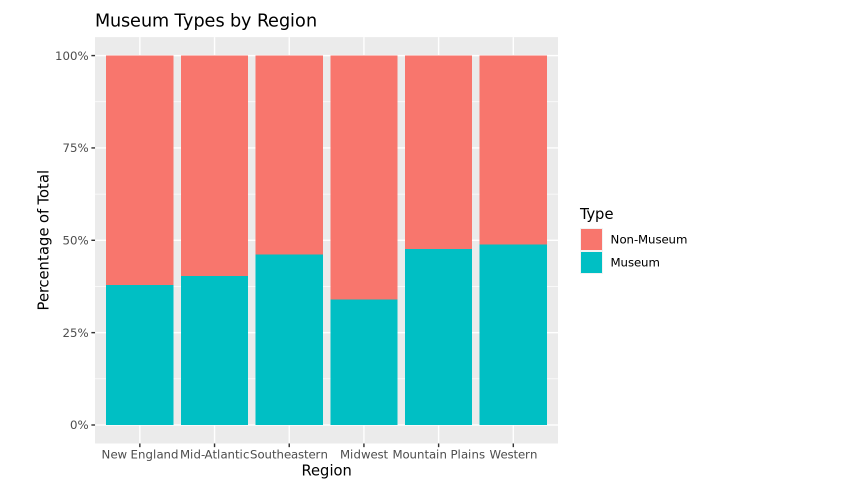 Museum Types by Region
100%
75%
50%
25%
0%
Percentage of Total
New England Mid-Atlantic Southeastern Midwest Mountain Plains Western
Region
Type
Non-Museum
Museum